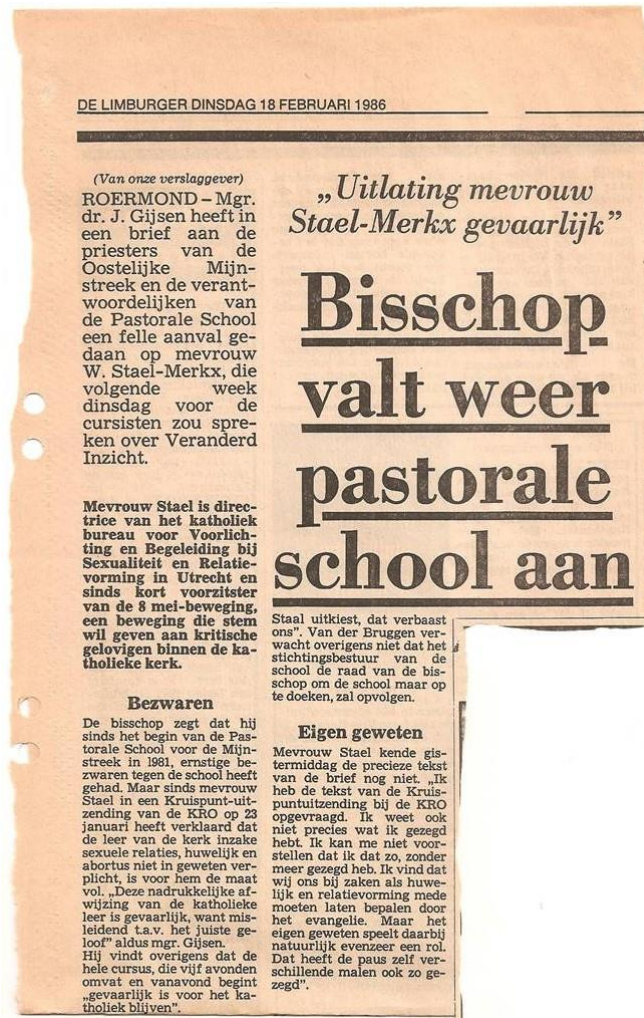 DE LIMBURGER DINSDAG 18 FEBRUARI 1986
(Van onze verslaggever)
ROERMOND – Mgr.
dr. J. Gijsen heeft in
een brief aan de
priesters van de
Oostelijke Mijn-
streek en de verant-
woordelijken van
de Pastorale School
een felle aanval ge-
daan op mevrouw
W. Stael-Merkx, die
volgende week
dinsdag voor de
cursisten zou spre-
ken over Veranderd
Inzicht.
„Uitlating mevrouw
Stael-Merkx gevaarlijk”
Bisschop
valt weer
pastorale
school aan
Mevrouw Stael is direc-
trice van het katholiek
bureau voor Voorlich-
ting en Begeleiding bij
Sexualiteit en Relatie-
vorming in Utrecht en
sinds kort voorzitster
van de 8 mei-beweging,
een beweging die stem
wil geven aan kritische
gelovigen binnen de ka-
tholieke kerk.
Bezwaren
De bisschop zegt dat hij
sinds het begin van de Pas-
torale School voor de Mijn-
streek in 1981, ernstige be-
zwaren tegen de school heeft
gehad. Maar sinds mevrouw
Stael in een Kruispunt-uit-
zending van de KRO op 23
januari heeft verklaard dat
de leer van de kerk inzake
sexuele relaties, huwelijk en
abortus niet in geweten ver-
plicht, is voor hem de maat
vol. „Deze nadrukkelijke af-
wijzing van de katholieke
leer is gevaarlijk, want mis-
leidend t.a.v. het juiste ge-
loof” aldus mgr. Gijsen.
Hij vindt overigens dat de
hele cursus, die vijf avonden
omvat en vanavond begint
„gevaarlijk is voor het ka-
tholiek blijven”.
Staal uitkiest, dat verbaast
ons”. Van der Bruggen ver-
wacht overigens niet dat het
stichtingsbestuur van de
school de raad van de bis-
schop om de school maar op
te doeken, zal opvolgen.
Eigen geweten
Mevrouw Stael kende gis-
termiddag de precieze tekst
van de brief nog niet. „Ik
heb de tekst van de Kruis-
puntuitzending bij de KRO
opgevraagd. Ik weet ook
niet precies wat ik gezegd
hebt. Ik kan me niet voor-
stellen dat ik dat zo, zonder
meer gezegd heb. Ik vind dat
wij ons bij zaken als huwe-
lijk en relatievorming mede
moeten laten bepalen door
het evangelie. Maar het
eigen geweten speelt daarbij
natuurlijk evenzeer een rol.
Dat heeft de paus zelf ver-
schillende malen ook zo ge-
zegd”.